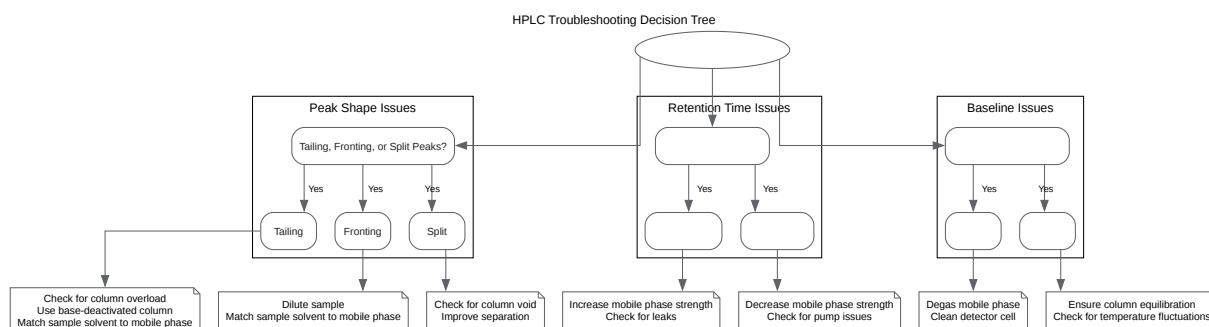 HPLC Troubleshooting Decision Tree
Peak Shape Issues
Retention Time Issues
Baseline Issues
Tailing, Fronting, or Split Peaks?
Yes
Yes
Yes
Yes
Yes
Yes
Yes
Tailing
Fronting
Split
Check for column overload
Use base-deactivated column
Match sample solvent to mobile phase
Dilute sample
Match sample solvent to mobile phase
Check for column void
Improve separation
Increase mobile phase strength
Check for leaks
Decrease mobile phase strength
Check for pump issues
Degas mobile phase
Clean detector cell
Ensure column equilibration
Check for temperature fluctuations